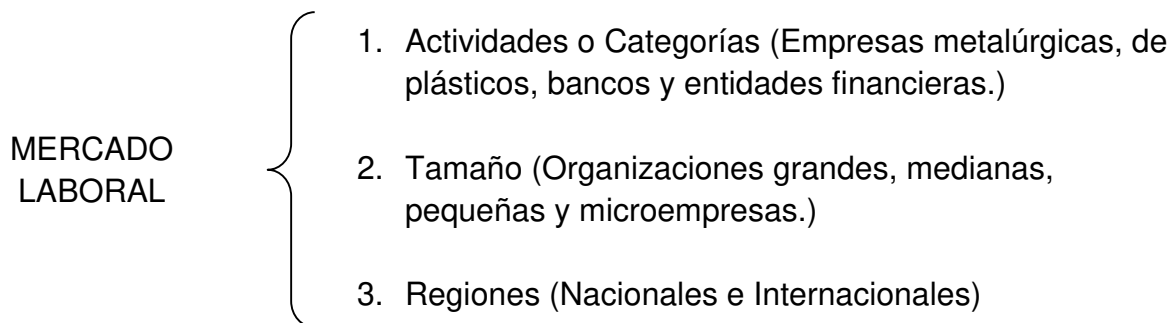 MERCADO
LABORAL
1. Actividades o Categorías (Empresas metalúrgicas, de
plásticos, bancos y entidades financieras.)
2. Tamaño (Organizaciones grandes, medianas,
pequeñas y microempresas.)
3. Regiones (Nacionales e Internacionales)